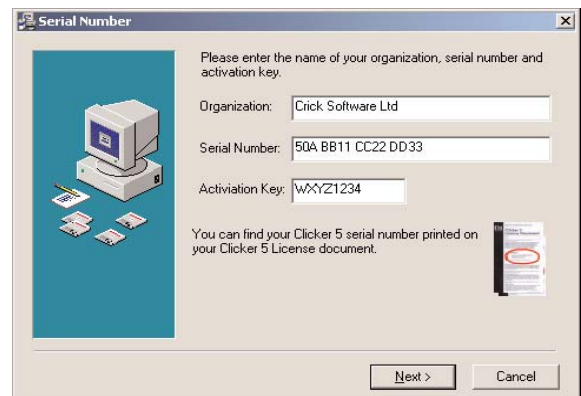 Serial Number
Please enter the name of your organization, serial number and
activation key.
Organization: Crick Software Ltd
Serial Number: 50A BB11 CC22 DD33
Activiation Key: WXYZ1234
You can find your Clicker 5 serial number printed on
your Clicker 5 License document.
Next > Cancel